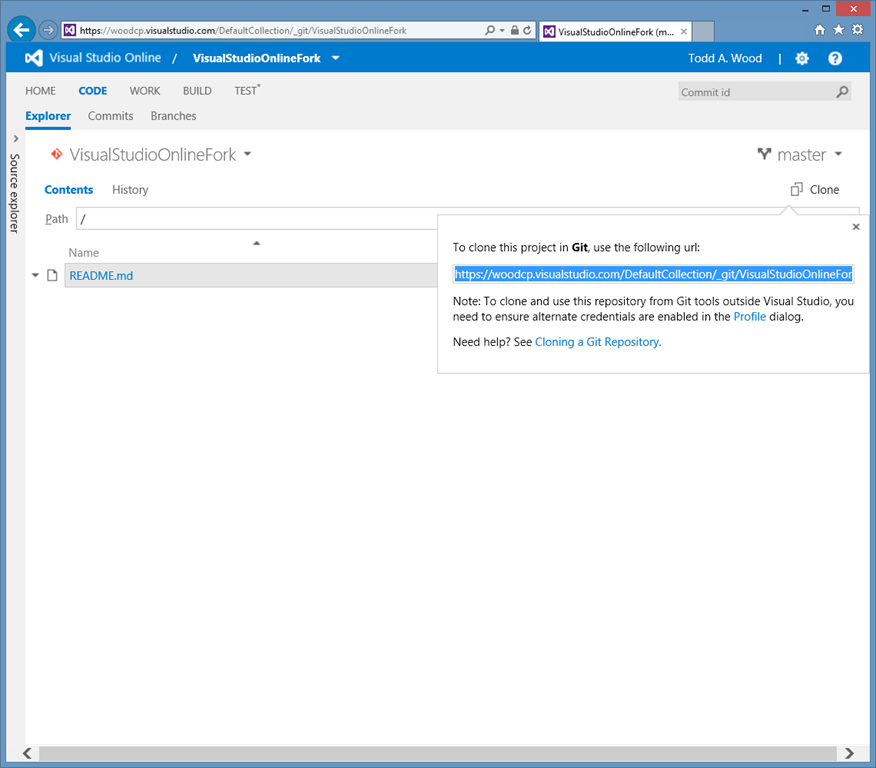 https://woodcp.visualstudio.com/DefaultCollection/_git/VisualStudioOnlineFork
VisualStudioOnlineFork (m...
Visual Studio Online / VisualStudioOnlineFork
Todd A. Wood |
HOME CODE WORK BUILD TEST*
Commit id
Explorer Commits Branches
Source explorer
VisualStudioOnlineFork
master
Contents History
Clone
Path /
To clone this project in Git, use the following url:
https://woodcp.visualstudio.com/DefaultCollection/_git/VisualStudioOnlineFor
Note: To clone and use this repository from Git tools outside Visual Studio, you
need to ensure alternate credentials are enabled in the Profile dialog.
Need help? See Cloning a Git Repository.
Name
README.md